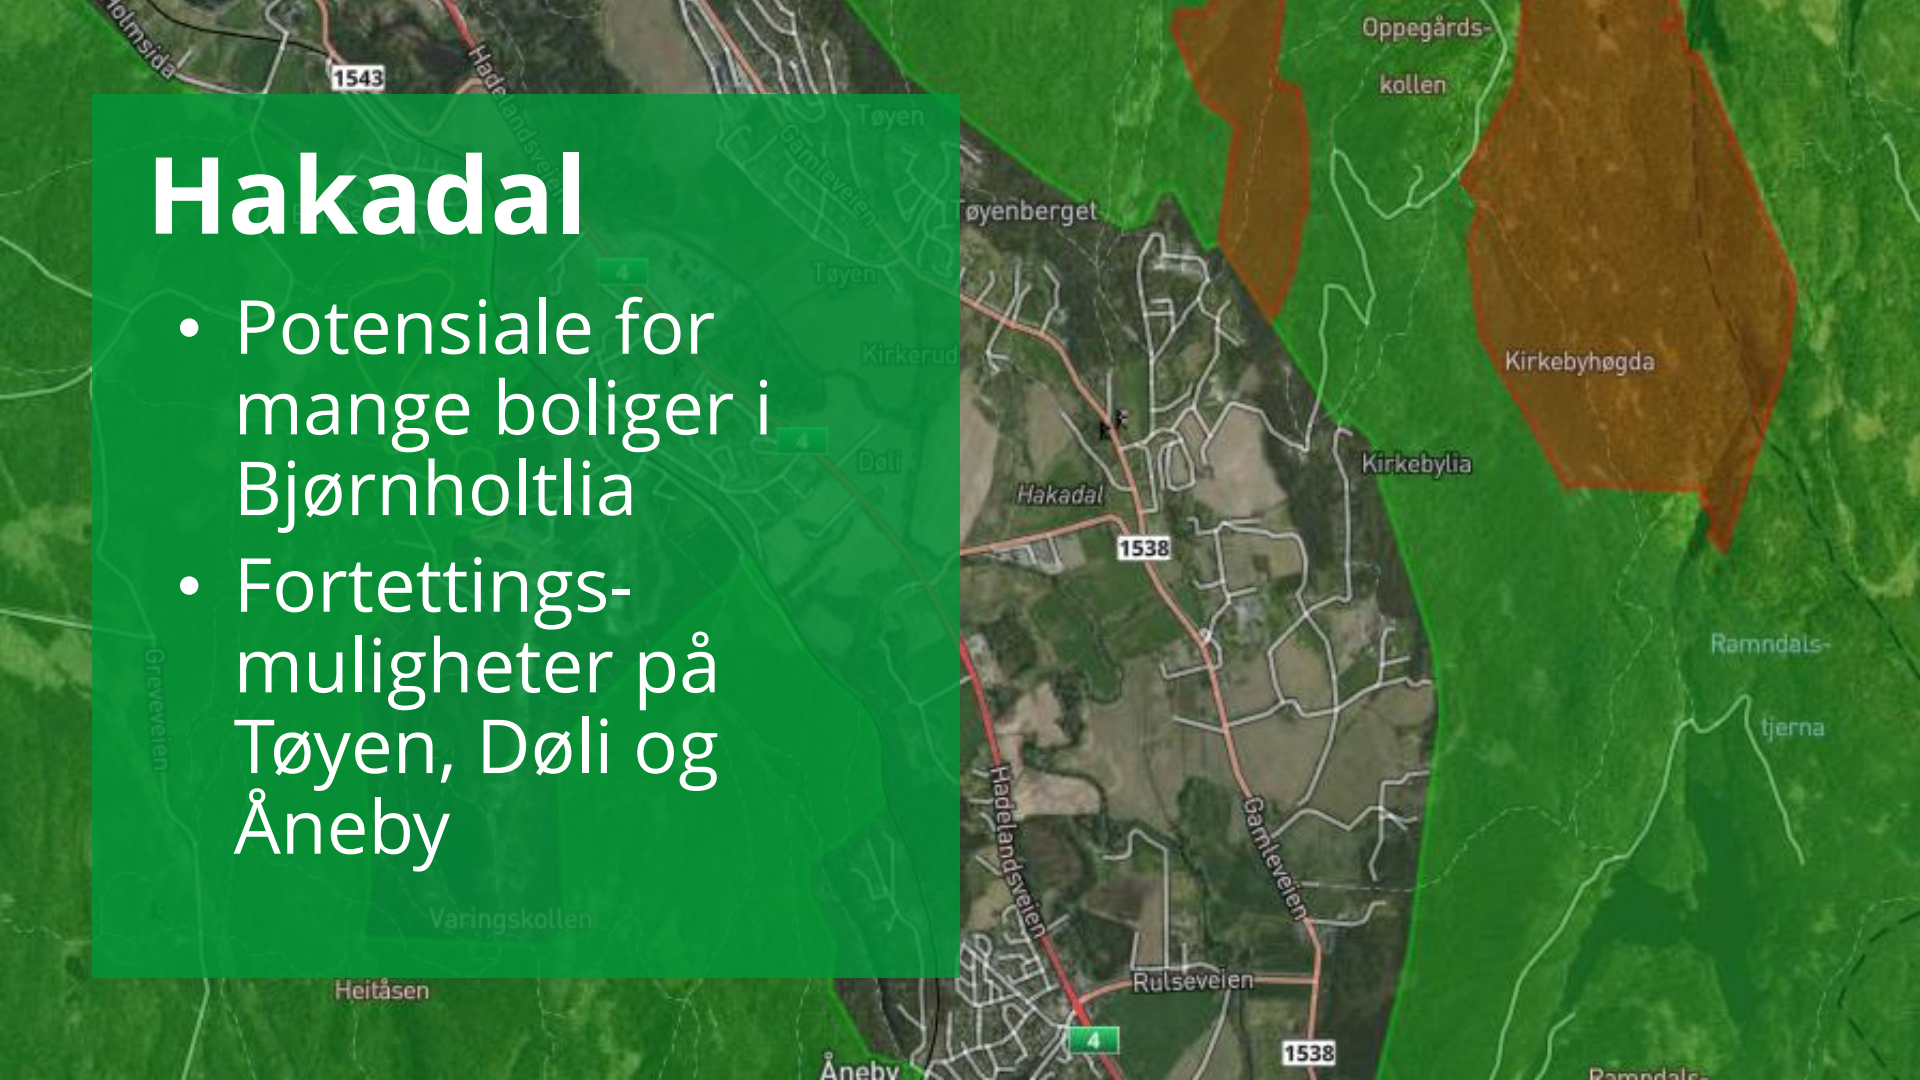 Hakadal
• Potensiale for
mange boliger i
Bjørnholtlia
• Fortettings-
muligheter på
Tøyen, Døli og
Åneby
1543
Hadelandsveien
Tøyen
Gamleveien
4
Tøyen
Kirkerud
4
Døli
Greveveien
Varingskollen
Heitåsen
Oppegårds-
kollen
Tøyenberget
Kirkebyhøgda
Kirkebylia
Hakadal
1538
Ramndals-
tjerna
Hadelandsveien
Gamleveien
Rulseveien
4
1538
Åneby
Ramndals-